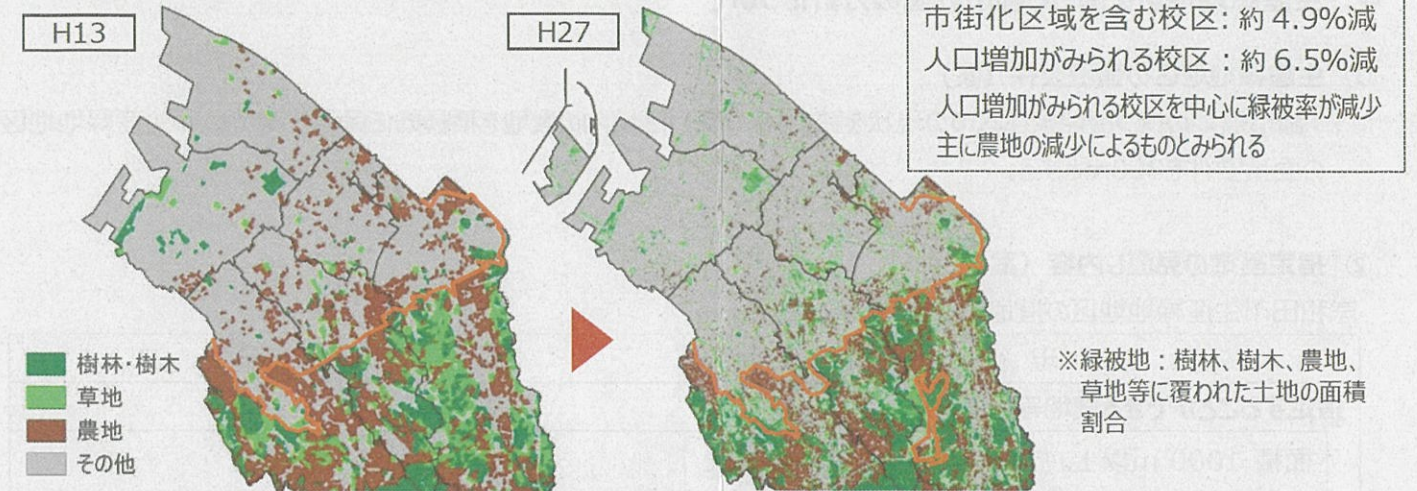 H13
H27
市街化区域を含む校区: 約 4.9%減
人口増加がみられる校区 : 約 6.5%減
人口増加がみられる校区を中心に緑被率が減少
主に農地の減少によるものとみられる
樹林・樹木
草地
農地
その他
※緑被地 : 樹林、樹木、農地、
草地等に覆われた土地の面積
割合